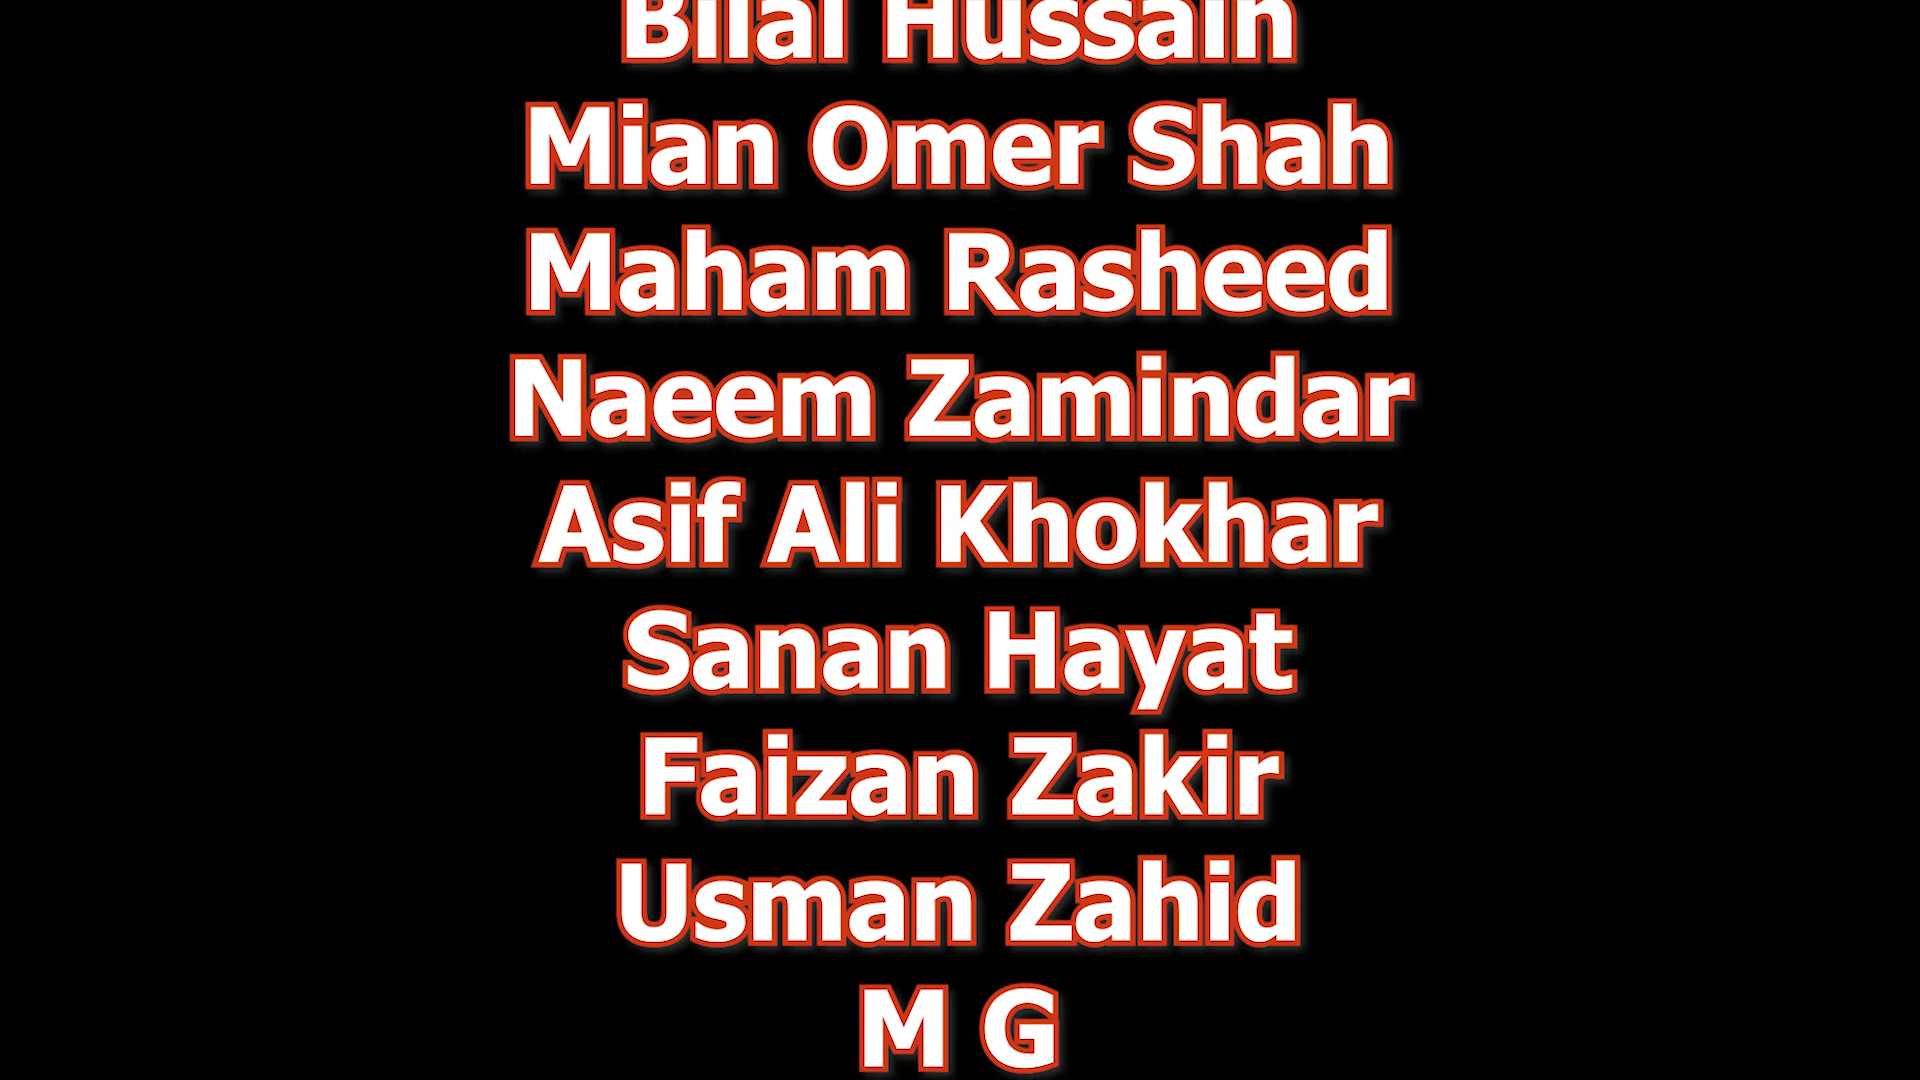 Bilal Hussain
Mian Omer Shah
Maham Rasheed
Naeem Zamindar
Asif Ali Khokhar
Sanan Hayat
Faizan Zakir
Usman Zahid
M G